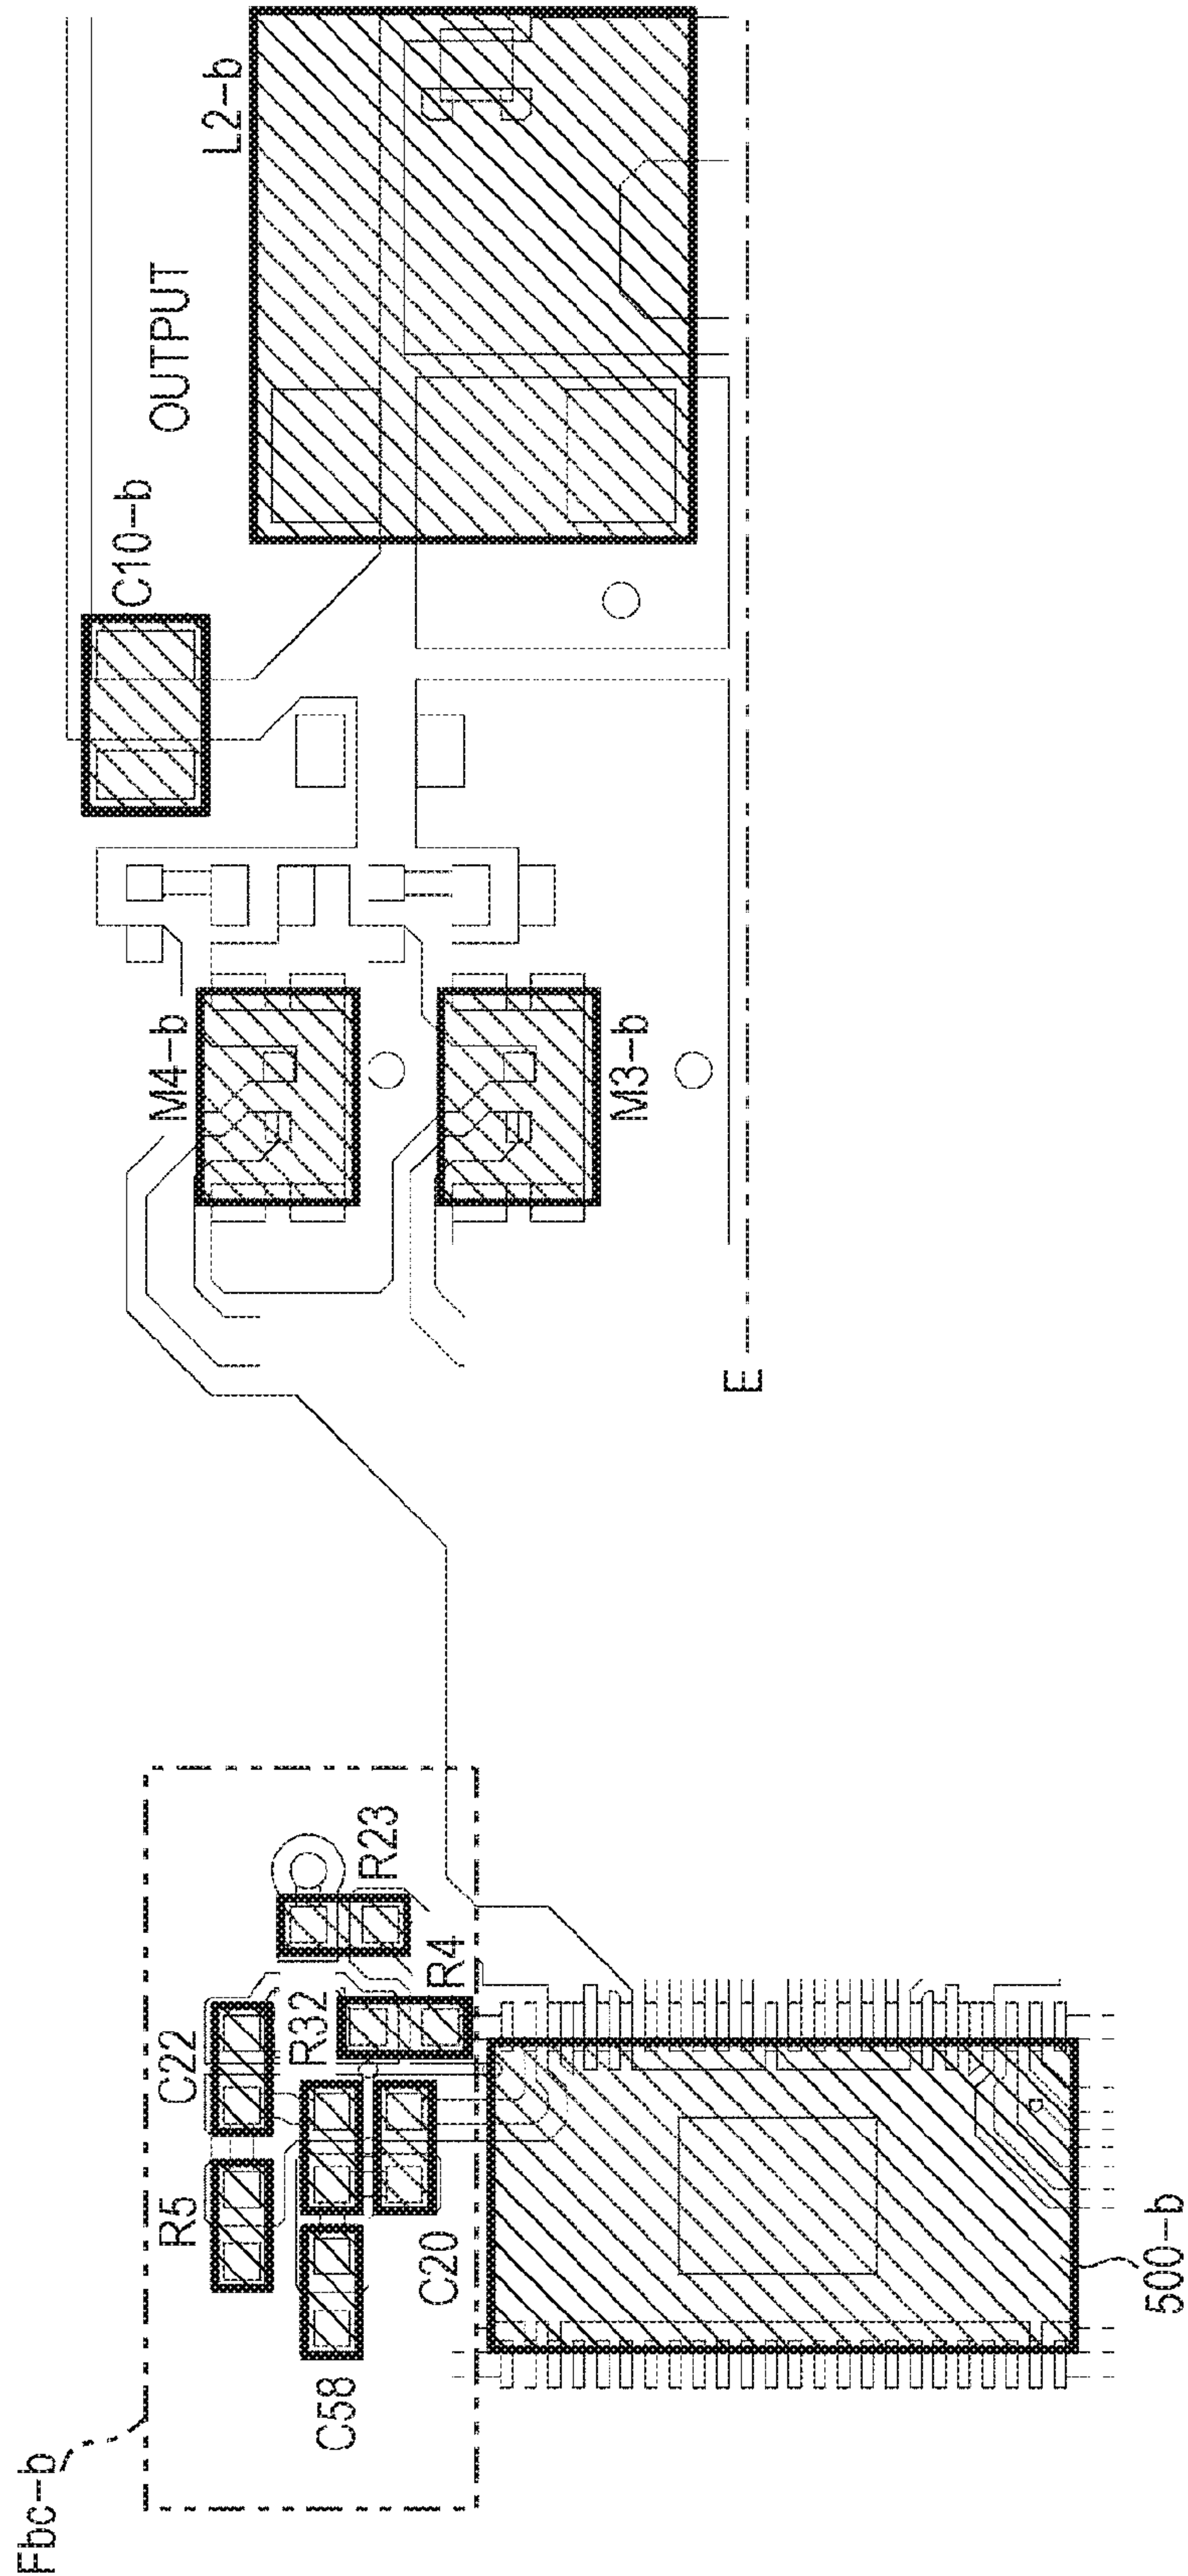 L2-b
OUTPUT
C10-b
M4-b
M3-b
E
Fbc-b
R23
R4
R32
C22
R5
C20
C58
500-b